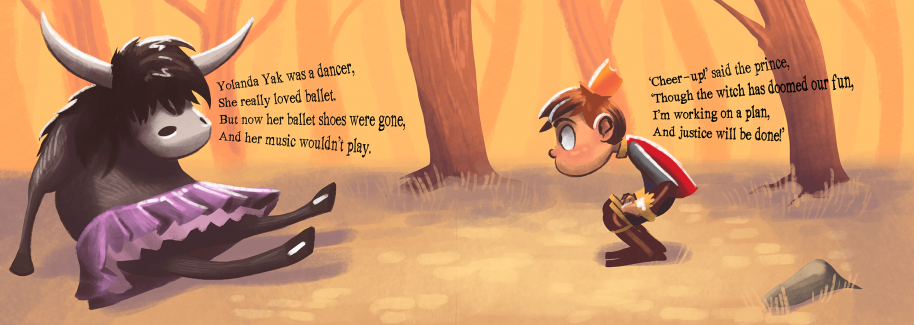 Yolanda Yak was a dancer,
She really loved ballet.
But now her ballet shoes were gone,
And her music wouldn't play.
'Cheer-up!' said the prince,
'Though the witch has doomed our fun,
I'm working on a plan,
And justice will be done!'